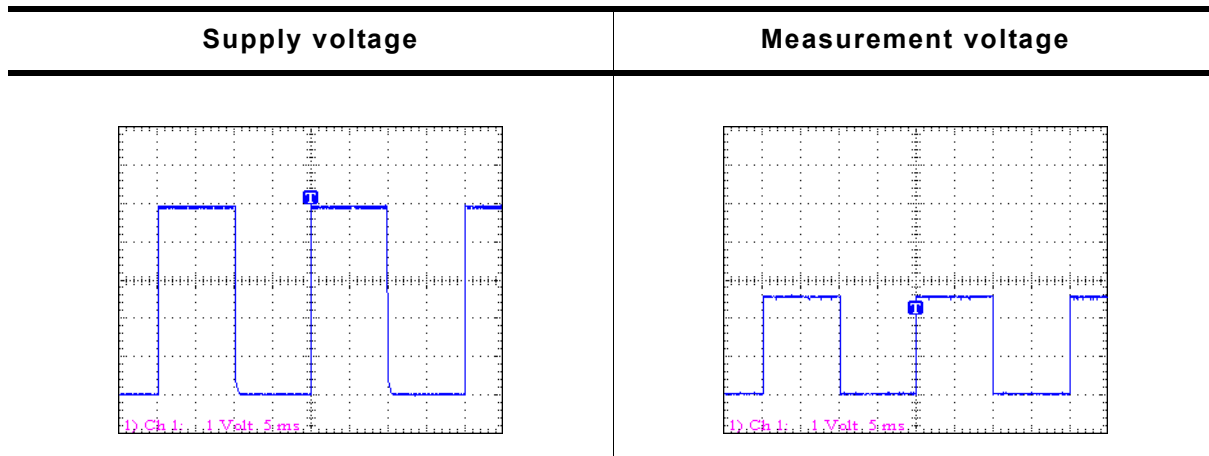 Supply voltage
Measurement voltage
T
T
1) Ch 1: 1 Volt 5 ms
1) Ch 1: 1 Volt 5 ms